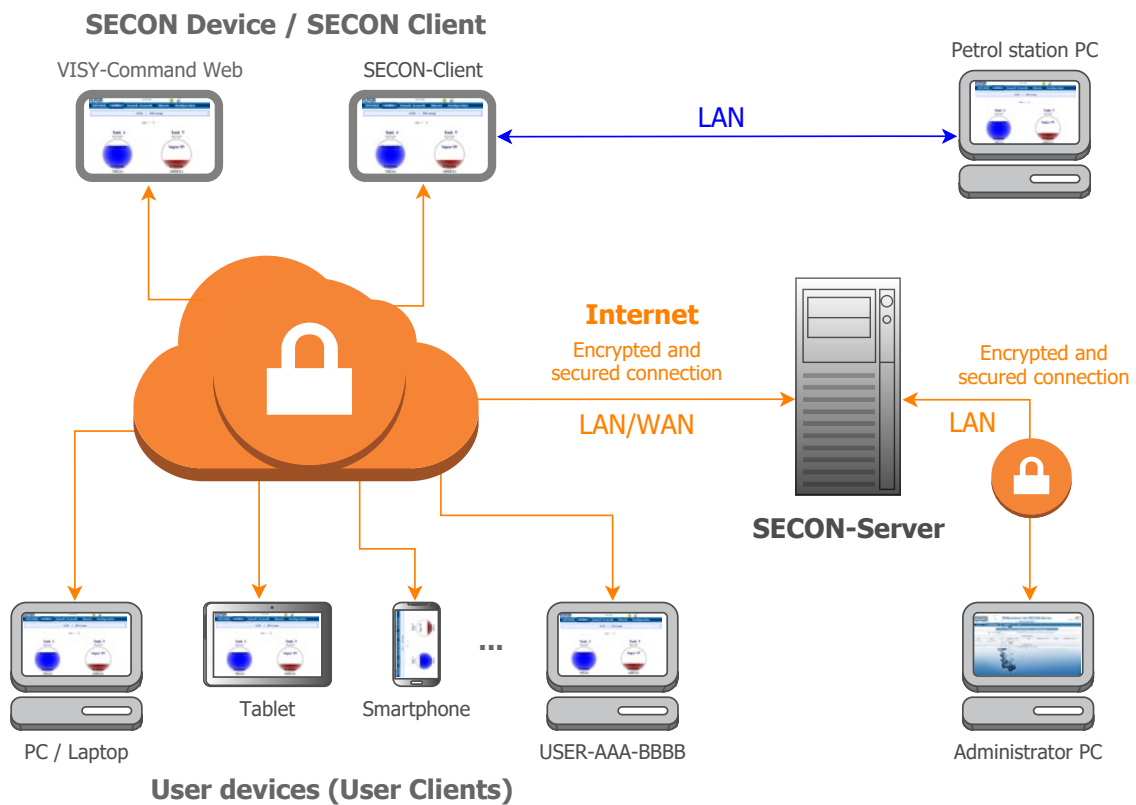 SECON Device / SECON Client
VISY-Command Web
SECON-Client
Petrol station PC
LAN
Internet
Encrypted and
secured connection
LAN/WAN
Encrypted and
secured connection
LAN
SECON-Server
PC / Laptop
Tablet
Smartphone
...
USER-AAA-BBBB
Administrator PC
User devices (User Clients)